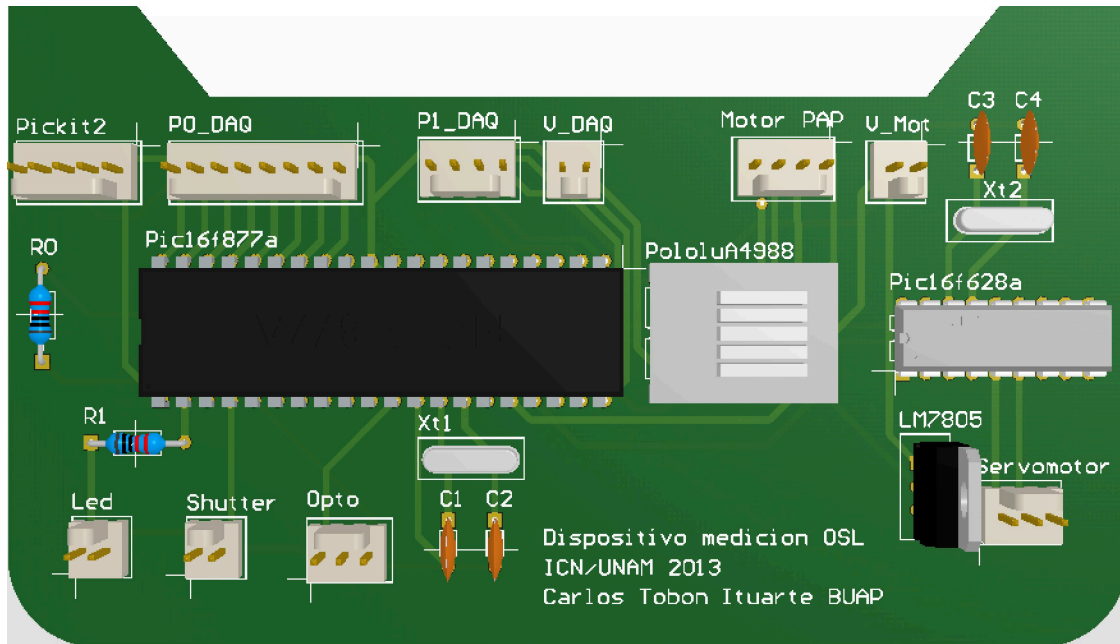 C3 C4
Pickit2 P0_DAQ P1_DAQ V_DAQ Motor PAP V_Mot
Xt2
R0 Pic16f877a PololuA4988
Pic16f628a
R1 Xt1 LM7805
Servomotor
Led Shutter Opto C1 C2
Dispositivo medicion OSL
ICN/UNAM 2013
Carlos Tobon Ituarte BUAP